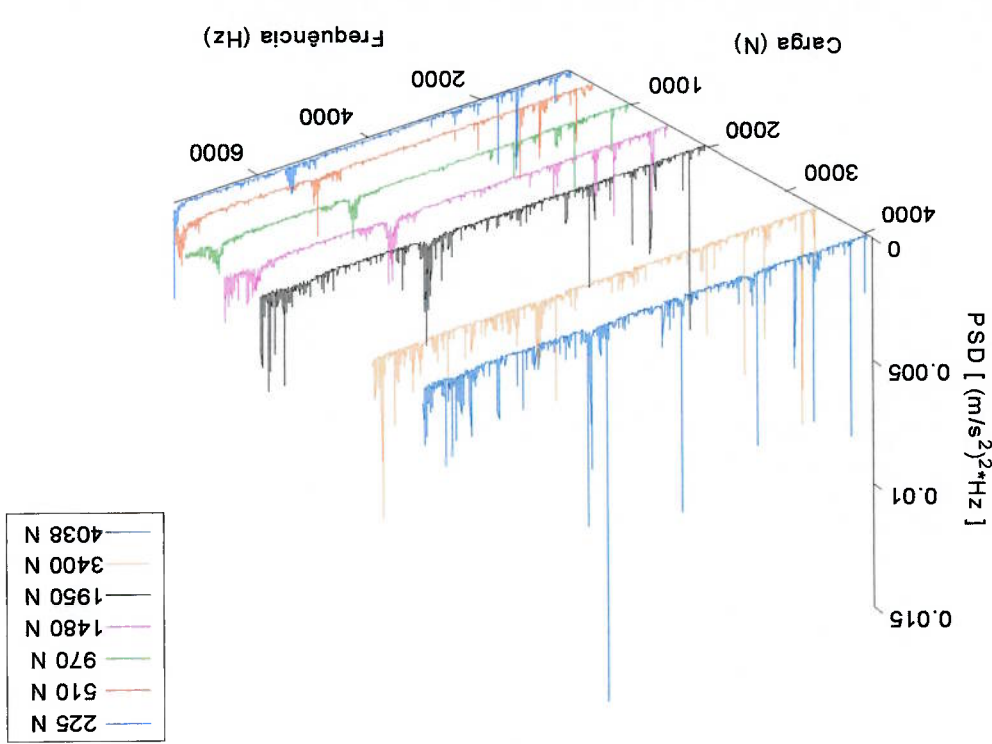 225 N
510 N
970 N
1480 N
1950 N
3400 N
4038 N
0.015
0.01
0.005
0
PSD [ (m/s²)²*Hz ]
4000
3000
2000
1000
Carga (N)
2000
4000
6000
Frequência (Hz)